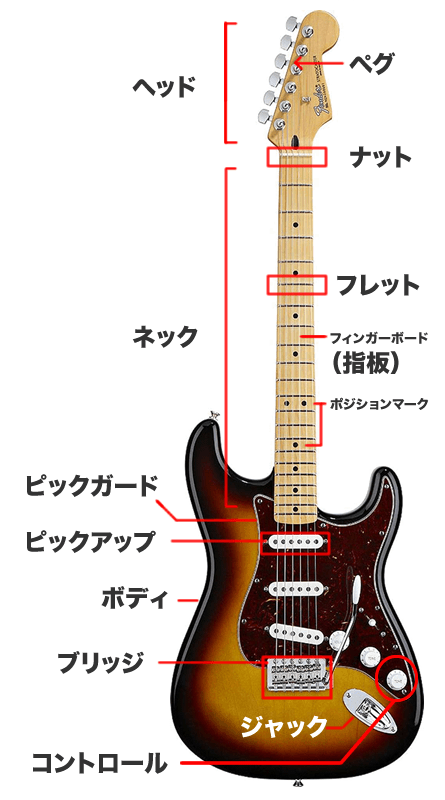 ペグ
ヘッド
Fender
ナット
フレット
ネック
フィンガーボード
(指板)
ポジションマーク
ピックガード
ピックアップ
ボディ
ブリッジ
ジャック
コントロール